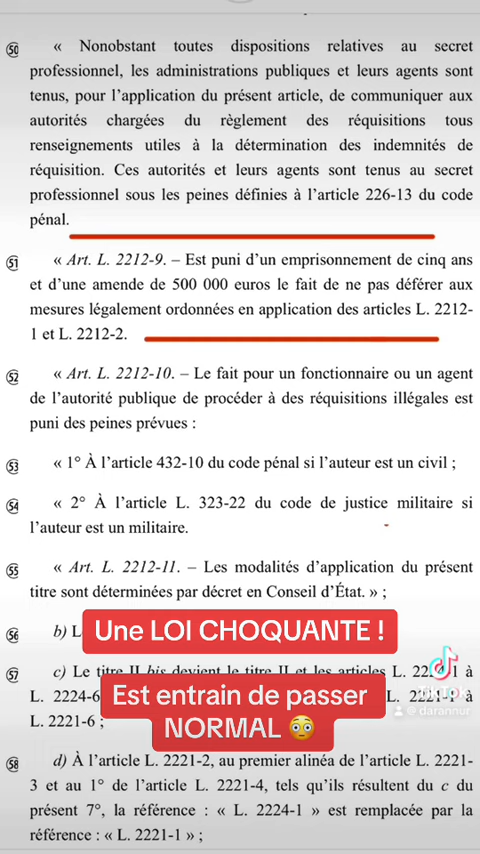 50 « Nonobstant toutes dispositions relatives au secret
professionnel, les administrations publiques et leurs agents sont
tenus, pour l’application du présent article, de communiquer aux
autorités chargées du règlement des réquisitions tous
renseignements utiles à la détermination des indemnités de
réquisition. Ces autorités et leurs agents sont tenus au secret
professionnel sous les peines définies à l’article 226-13 du code
pénal.
51 « Art. L. 2212-9. – Est puni d’un emprisonnement de cinq ans
et d’une amende de 500 000 euros le fait de ne pas déférer aux
mesures légalement ordonnées en application des articles L. 2212-
1 et L. 2212-2.
52 « Art. L. 2212-10. – Le fait pour un fonctionnaire ou un agent
de l’autorité publique de procéder à des réquisitions illégales est
puni des peines prévues :
53 « 1° À l’article 432-10 du code pénal si l’auteur est un civil ;
54 « 2° À l’article L. 323-22 du code de justice militaire si
l’auteur est un militaire.
55 « Art. L. 2212-11. – Les modalités d’application du présent
titre sont déterminées par décret en Conseil d’État. » ;
56 b) L
Une LOI CHOQUANTE !
57 c) Le titre II bis devient le titre II et les articles L. 2224-1 à
L. 2224-6
L. 2221-1 à
L. 2221-6 ;
Est entrain de passer
NORMAL 😳
TikTok
@darannur
58 d) À l’article L. 2221-2, au premier alinéa de l’article L. 2221-
3 et au 1° de l’article L. 2221-4, tels qu’ils résultent du c du
présent 7°, la référence : « L. 2224-1 » est remplacée par la
référence : « L. 2221-1 » ;